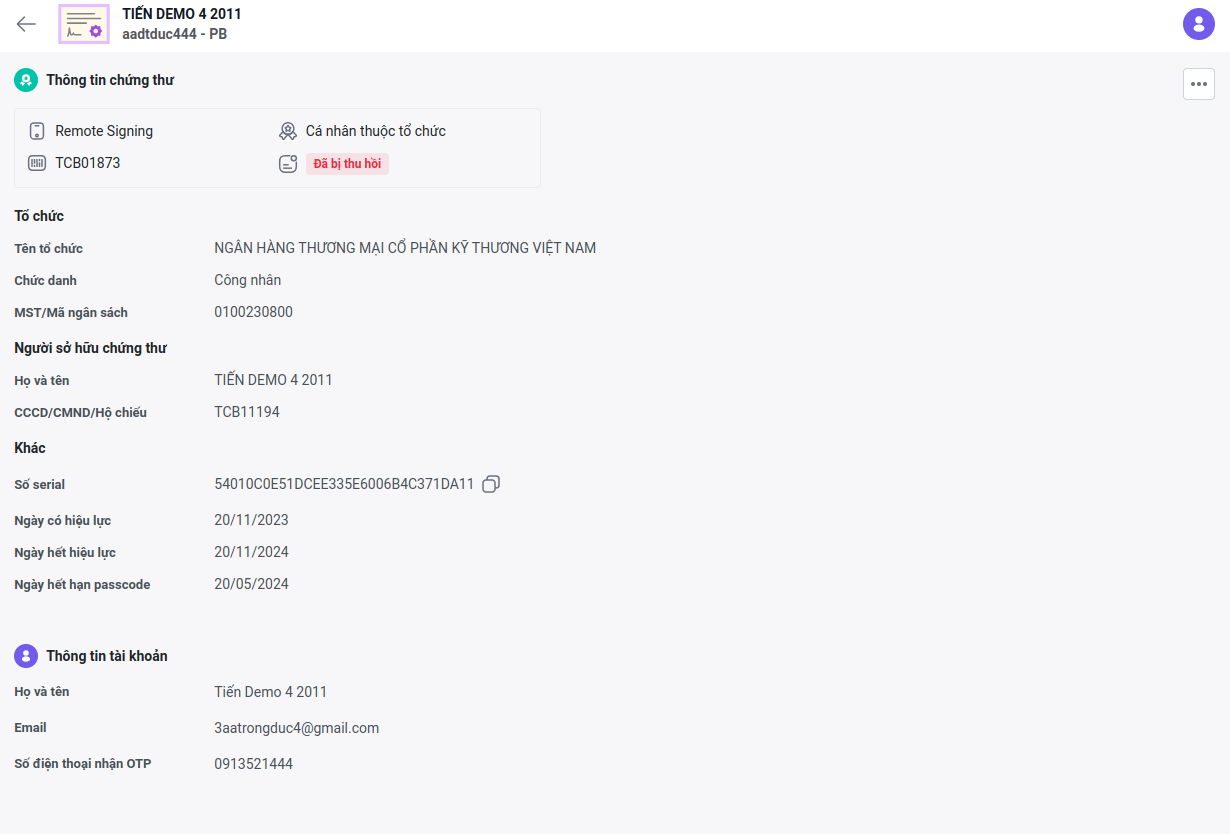 TIẾN DEMO 4 2011
aadtduc444 - PB
Thông tin chứng thư
Remote Signing
Cá nhân thuộc tổ chức
TCB01873
Đã bị thu hồi
Tổ chức
Tên tổ chức NGÂN HÀNG THƯƠNG MẠI CỔ PHẦN KỸ THƯƠNG VIỆT NAM
Chức danh Công nhân
MST/Mã ngân sách 0100230800
Người sở hữu chứng thư
Họ và tên TIẾN DEMO 4 2011
CCCD/CMND/Hộ chiếu TCB11194
Khác
Số serial 54010C0E51DCEE335E6006B4C371DA11
Ngày có hiệu lực 20/11/2023
Ngày hết hiệu lực 20/11/2024
Ngày hết hạn passcode 20/05/2024
Thông tin tài khoản
Họ và tên Tiến Demo 4 2011
Email 3aatrongduc4@gmail.com
Số điện thoại nhận OTP 0913521444